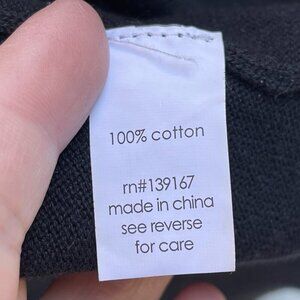 100% cotton
rn#139167
made in china
see reverse
for care